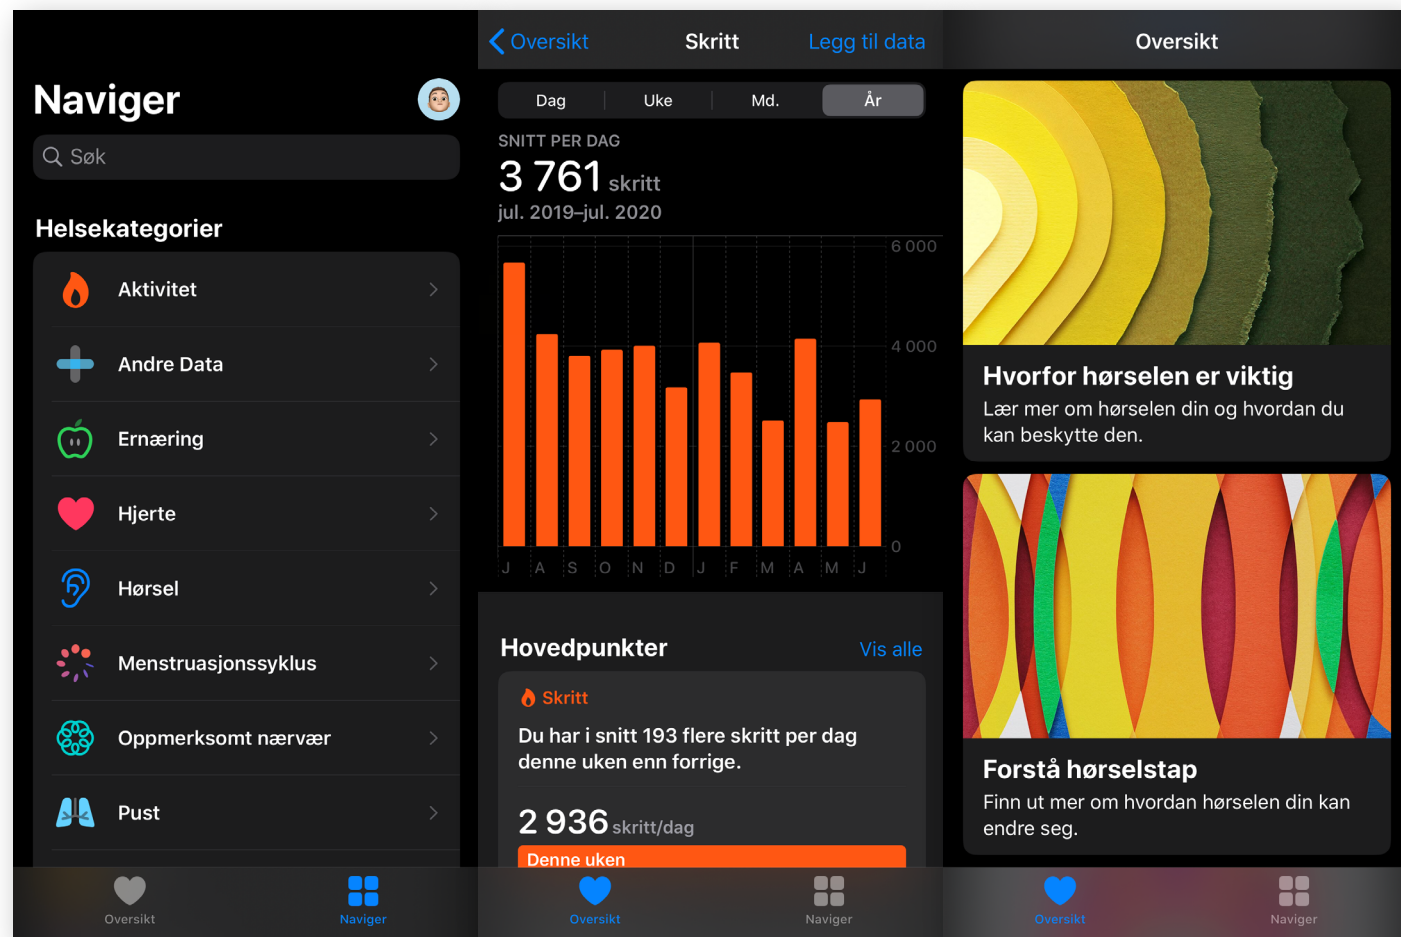 Naviger
Søk
Helsekategorier
Aktivitet
Andre Data
Ernæring
Hjerte
Hørsel
Menstruasjonssyklus
Oppmerksomt nærvær
Pust
Oversikt
Naviger
Oversikt
Skritt
Legg til data
Dag
Uke
Md.
År
SNITT PER DAG
3 761 skritt
jul. 2019–jul. 2020
6 000
4 000
2 000
0
J A S O N D J F M A M J
Hovedpunkter
Vis alle
Skritt
Du har i snitt 193 flere skritt per dag
denne uken enn forrige.
2 936 skritt/dag
Denne uken
Oversikt
Naviger
Oversikt
Hvorfor hørselen er viktig
Lær mer om hørselen din og hvordan du
kan beskytte den.
Forstå hørselstap
Finn ut mer om hvordan hørselen din kan
endre seg.
Oversikt
Naviger